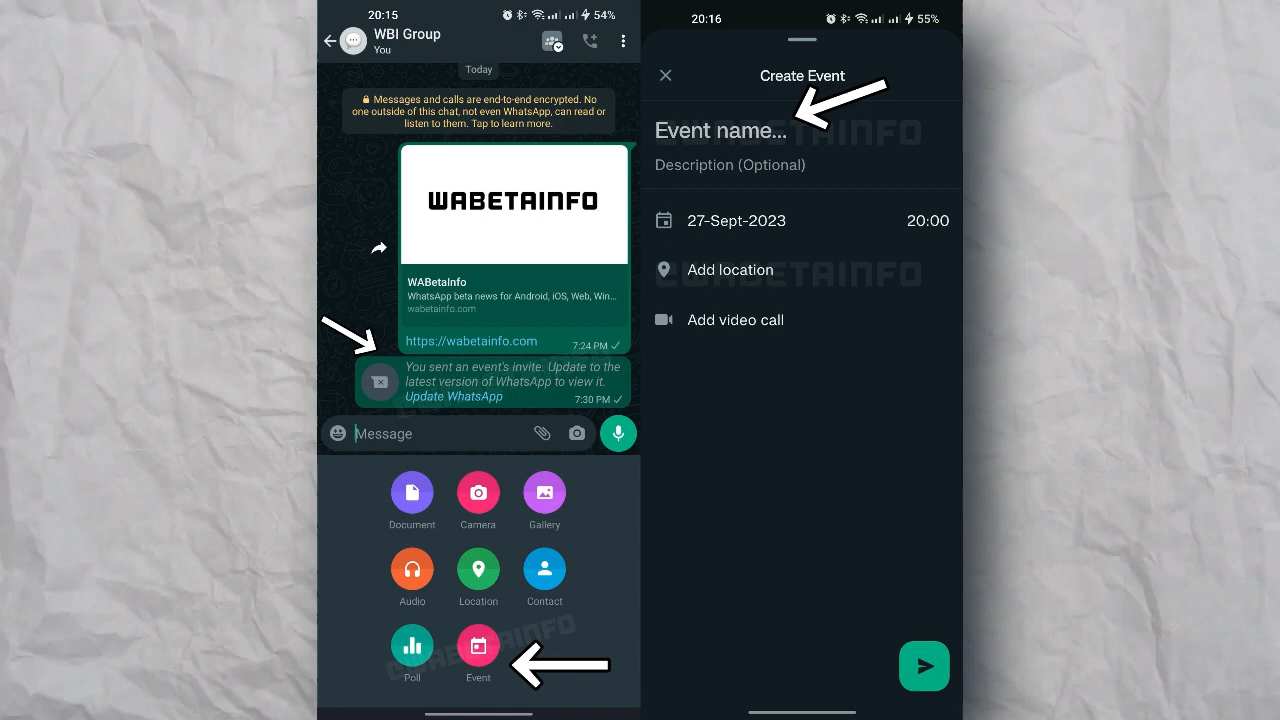 20:15
54%
WBI Group
You
Today
Messages and calls are end-to-end encrypted. No
one outside of this chat, not even WhatsApp, can read or
listen to them. Tap to learn more.
WABETAINFO
WABetaInfo
WhatsApp beta news for Android, iOS, Web, Win...
wabetainfo.com
https://wabetainfo.com
7:24 PM
You sent an event's invite. Update to the
latest version of WhatsApp to view it.
Update WhatsApp
7:30 PM
Message
Document
Camera
Gallery
Audio
Location
Contact
Poll
Event
@WABETAINFO
20:16
55%
Create Event
@WABETAINFO
Event name...
Description (Optional)
27-Sept-2023
20:00
Add location
@WABETAINFO
Add video call